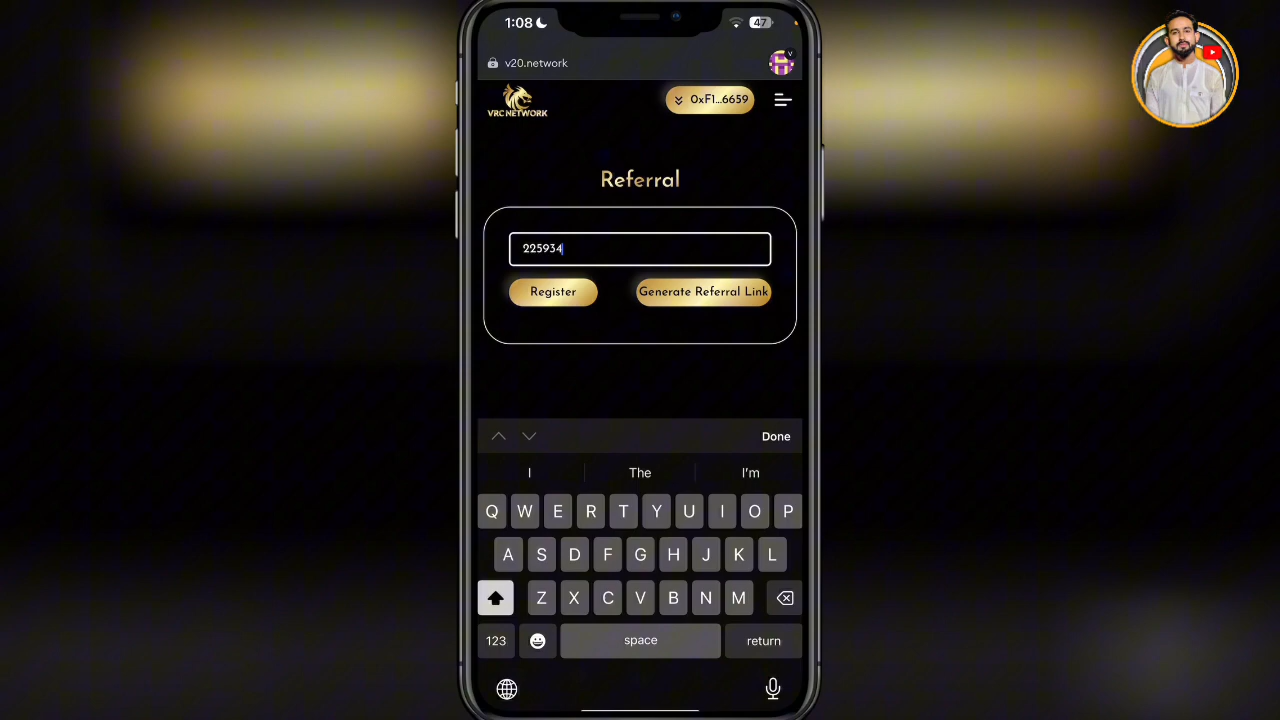 1:08
47
v20.network
V
VRC NETWORK
0xF1...6659
Referral
225934
Register
Generate Referral Link
Done
I
The
I'm
Q W E R T Y U I O P
A S D F G H J K L
Z X C V B N M
123
space
return